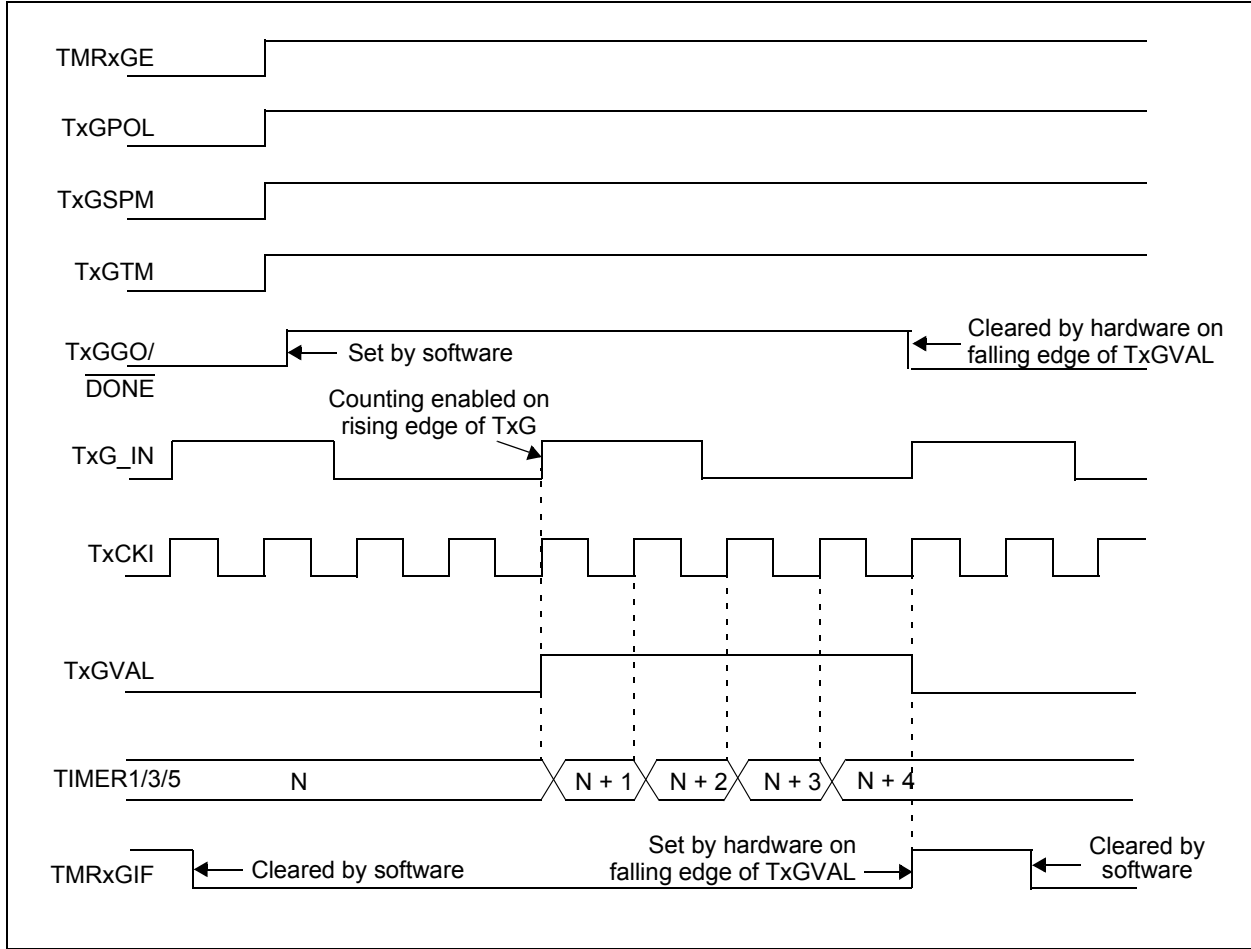 TMRxGE
TxGPOL
TxGSPM
TxGTM
TxGGO/
DONE
Set by software
Cleared by hardware on
falling edge of TxGVAL
Counting enabled on
rising edge of TxG
TxG_IN
TxCKI
TxGVAL
TIMER1/3/5
N
N + 1
N + 2
N + 3
N + 4
TMRxGIF
Cleared by software
Set by hardware on
falling edge of TxGVAL
Cleared by
software